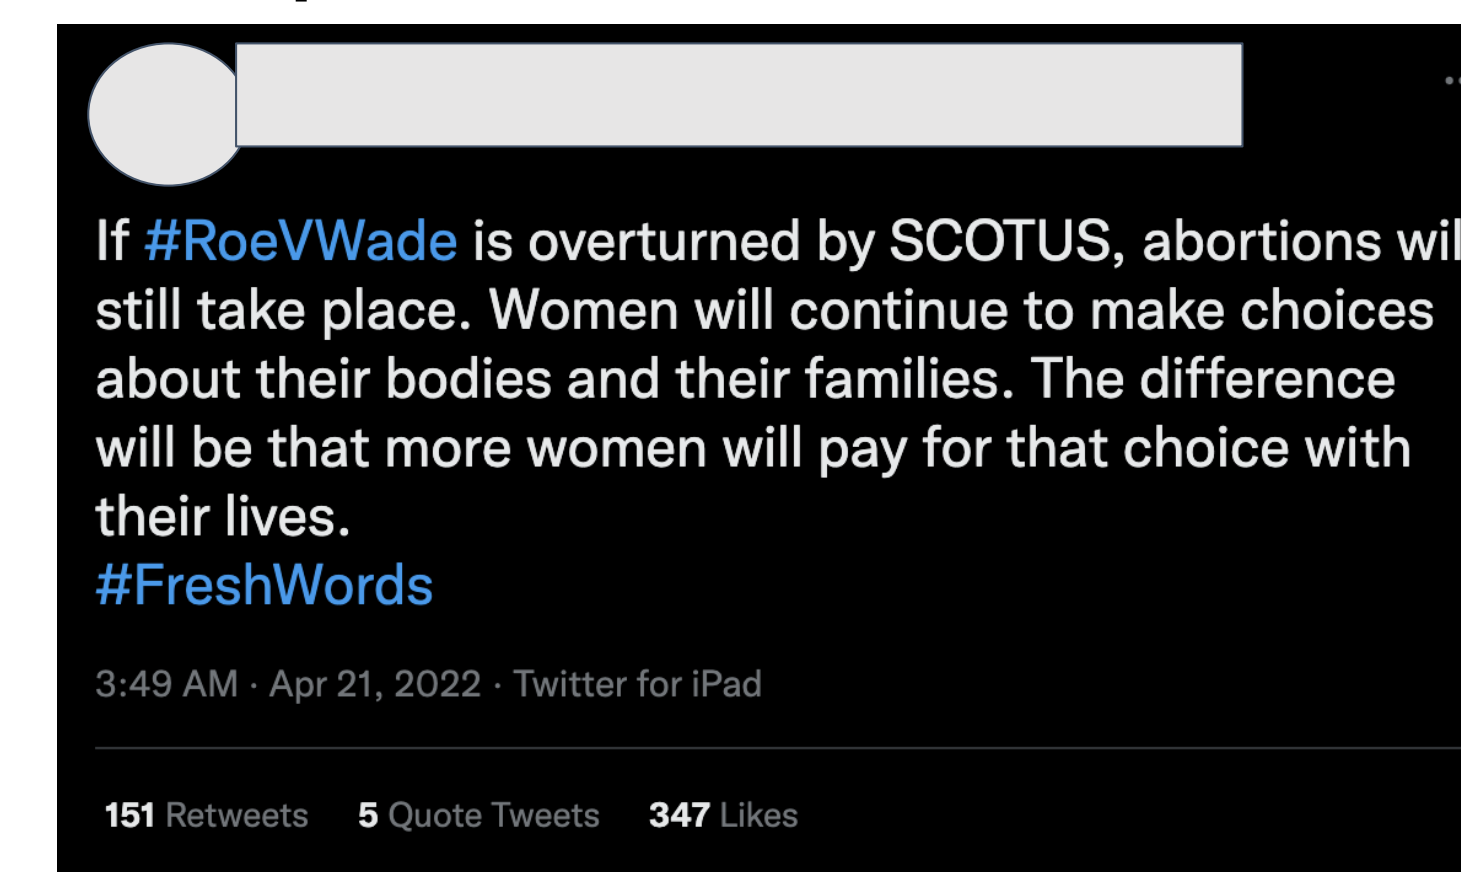 If #RoeVWade is overturned by SCOTUS, abortions wil
still take place. Women will continue to make choices
about their bodies and their families. The difference
will be that more women will pay for that choice with
their lives.
#FreshWords
3:49 AM · Apr 21, 2022 · Twitter for iPad
151 Retweets 5 Quote Tweets 347 Likes